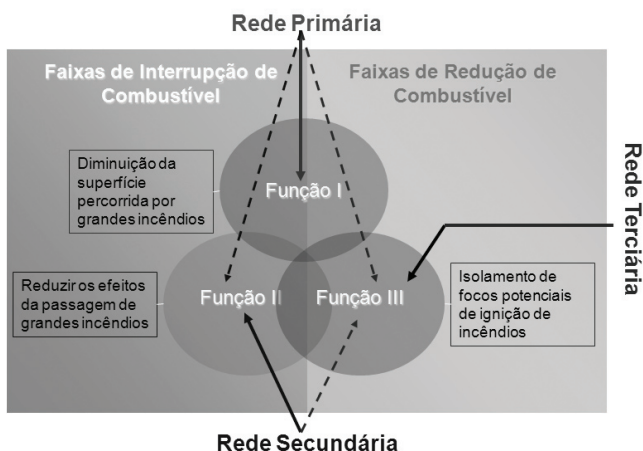 Rede Primária
Faixas de Interrupção de
Combustível
Faixas de Redução de
Combustível
Diminuição da
superfície
percorrida por
grandes incêndios
Função I
Rede Terciária
Reduzir os efeitos
da passagem de
grandes incêndios
Função II
Função III
Isolamento de
focos potenciais
de ignição de
incêndios
Rede Secundária